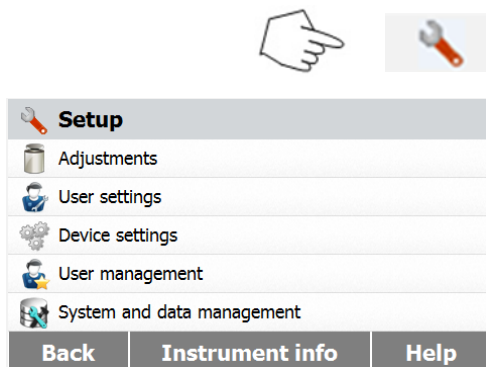 Setup
Adjustments
User settings
Device settings
User management
System and data management
Back Instrument info Help